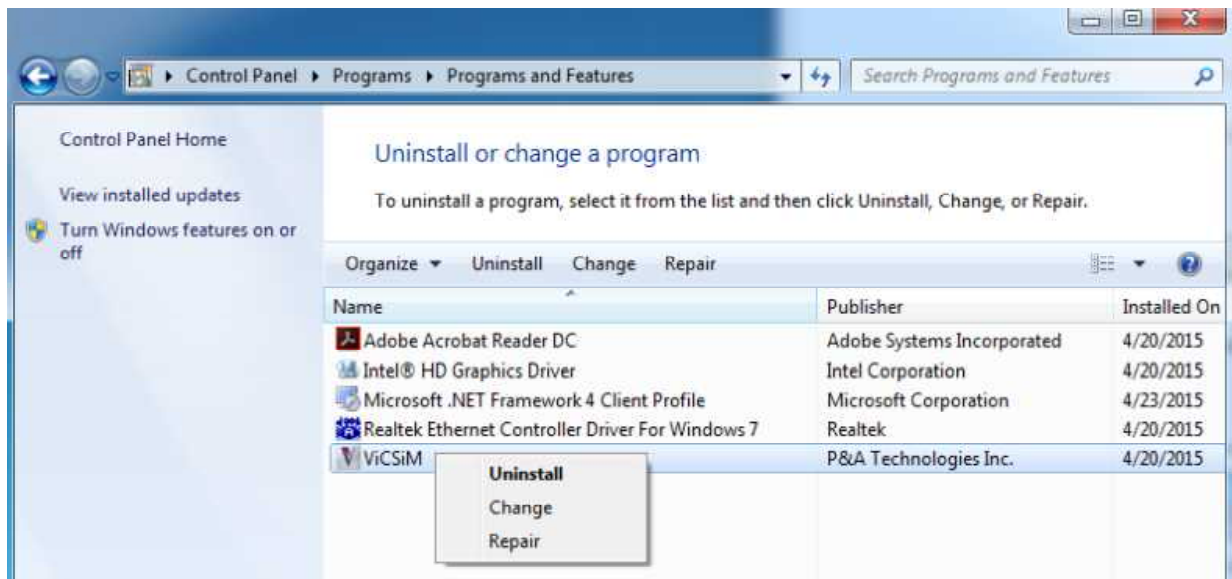 Control Panel Programs Programs and Features Search Programs and Features
Control Panel Home
View installed updates
Turn Windows features on or
off
Uninstall or change a program
To uninstall a program, select it from the list and then click Uninstall, Change, or Repair.
Organize Uninstall Change Repair
Name Publisher Installed On
Adobe Acrobat Reader DC Adobe Systems Incorporated 4/20/2015
Intel® HD Graphics Driver Intel Corporation 4/20/2015
Microsoft .NET Framework 4 Client Profile Microsoft Corporation 4/23/2015
Realtek Ethernet Controller Driver For Windows 7 Realtek 4/20/2015
ViCSiM P&A Technologies Inc. 4/20/2015
Uninstall
Change
Repair